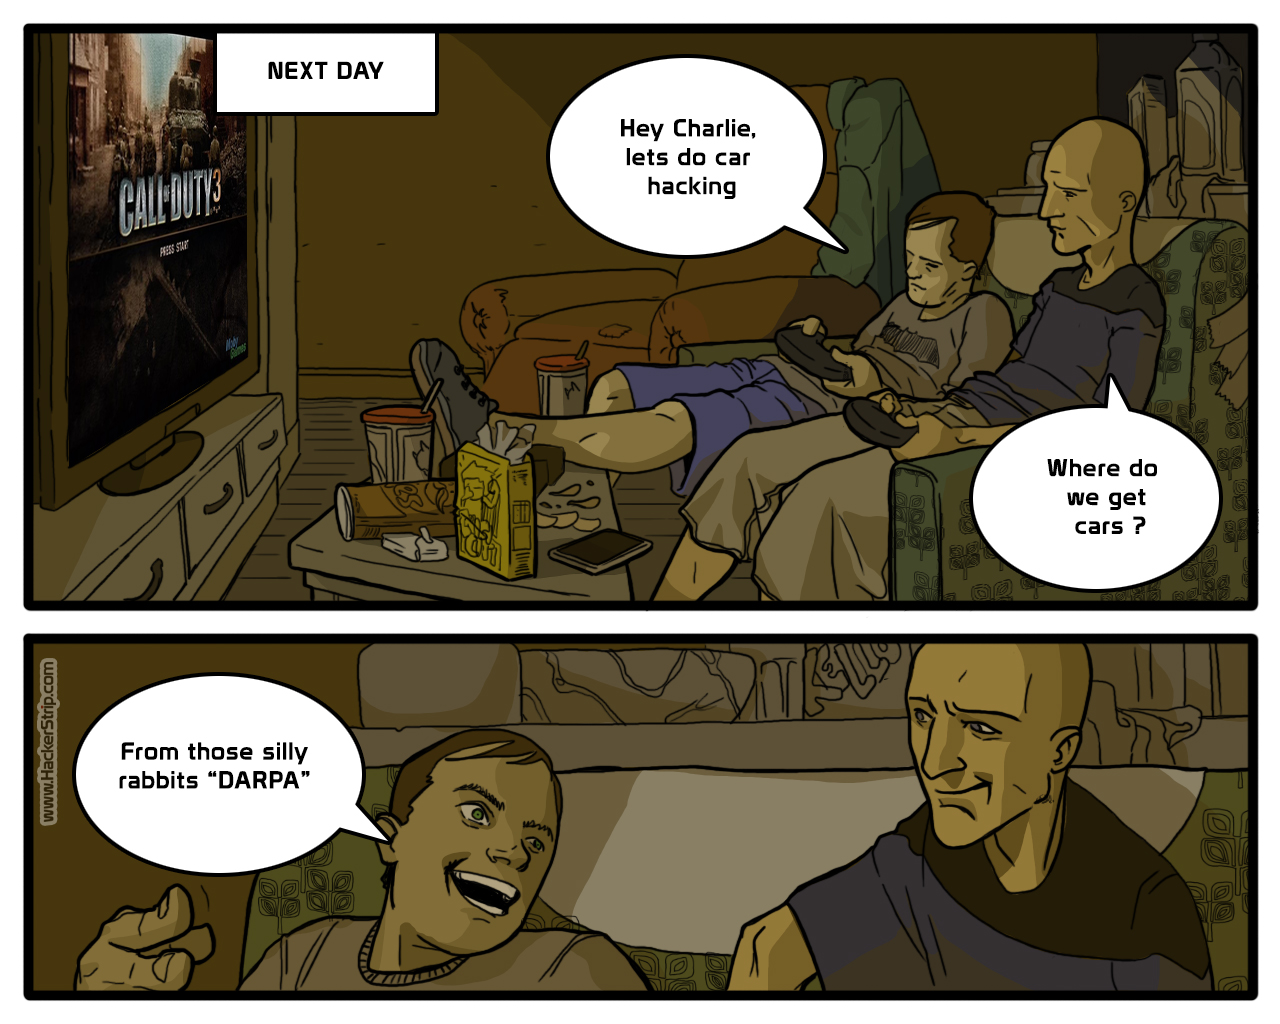 NEXT DAY
Hey Charlie,
lets do car
hacking
CALL OF DUTY 3
PRESS START
Where do
we get
cars ?
www.HackerStrip.com
From those silly
rabbits “DARPA”